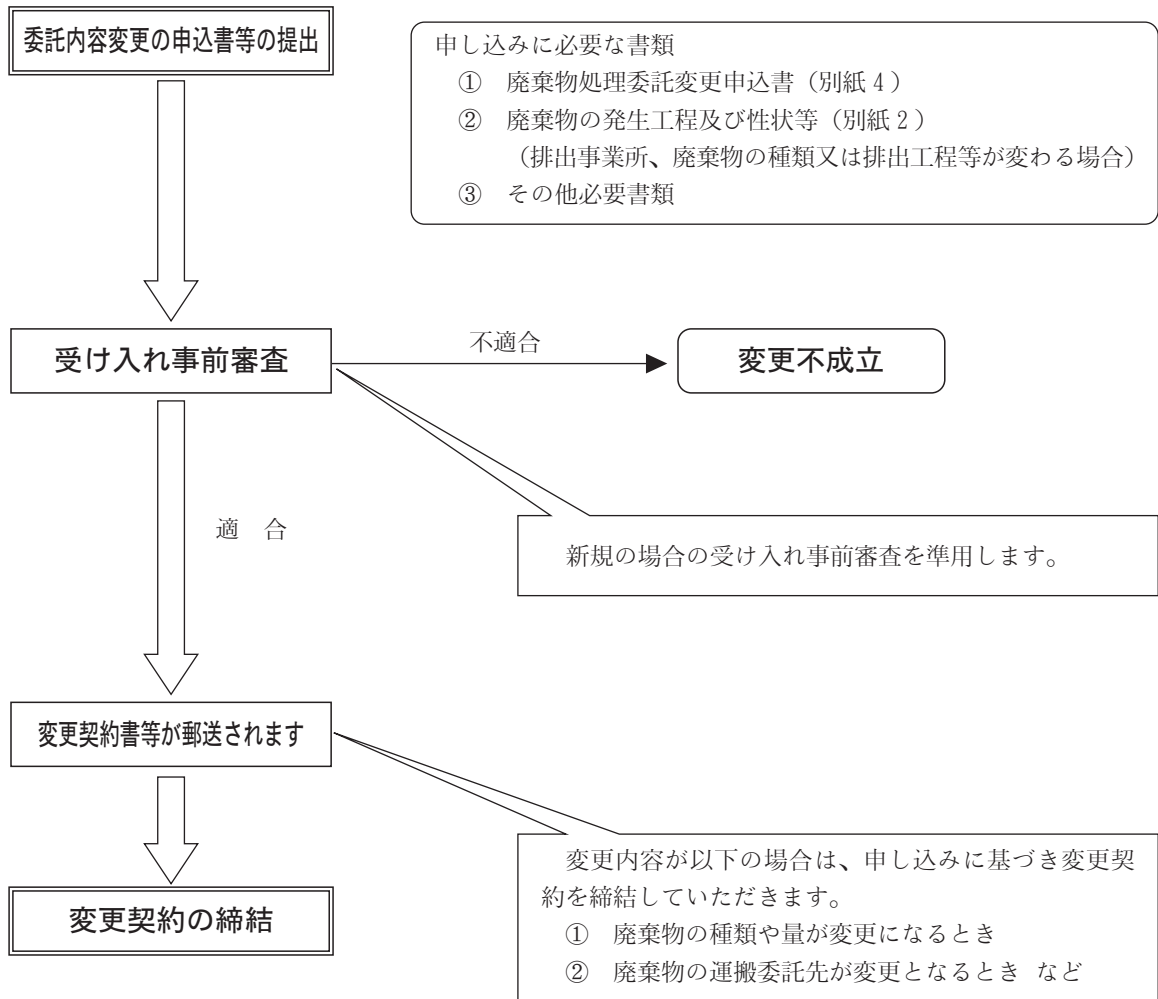 委託内容変更の申込書等の提出
申し込みに必要な書類
① 廃棄物処理委託変更申込書（別紙4）
② 廃棄物の発生工程及び性状等（別紙2）
（排出事業所、廃棄物の種類又は排出工程等が変わる場合）
③ その他必要書類
受け入れ事前審査
不適合
変更不成立
適　合
新規の場合の受け入れ事前審査を準用します。
変更契約書等が郵送されます
変更内容が以下の場合は、申し込みに基づき変更契
約を締結していただきます。
① 廃棄物の種類や量が変更になるとき
② 廃棄物の運搬委託先が変更となるとき など
変更契約の締結